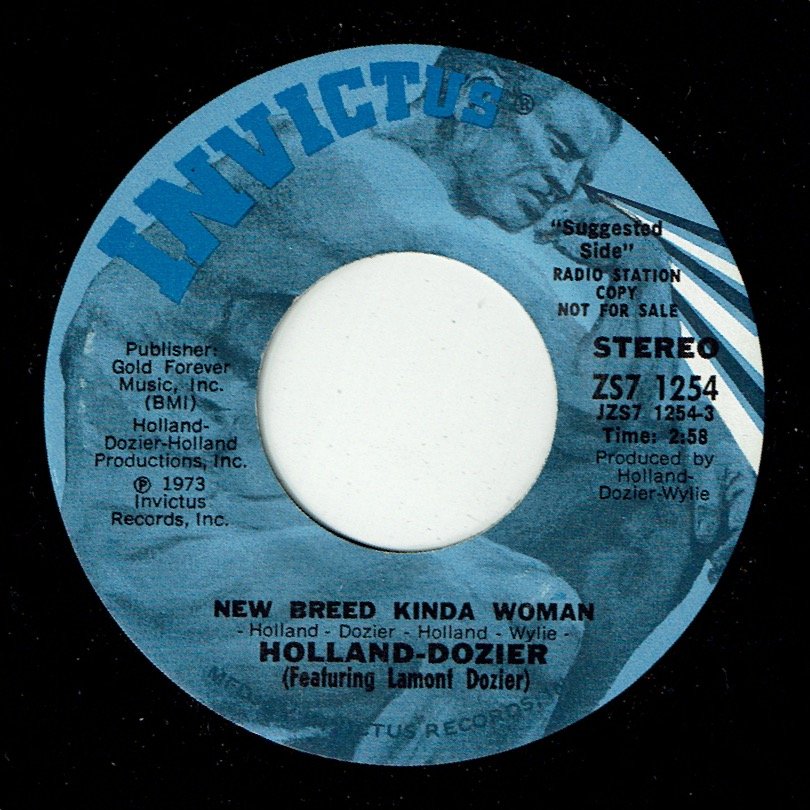 INVICTUS®
"Suggested
Side"
RADIO STATION
COPY
NOT FOR SALE
STEREO
ZS7 1254
JZS7 1254-3
Time: 2:58
Produced by
Holland-
Dozier-Wylie
Publisher:
Gold Forever
Music, Inc.
(BMI)
Holland-
Dozier-Holland
Productions, Inc.
℗ 1973
Invictus
Records, Inc.
NEW BREED KINDA WOMAN
- Holland - Dozier - Holland - Wylie -
HOLLAND-DOZIER
(Featuring Lamont Dozier)
RECORDS,